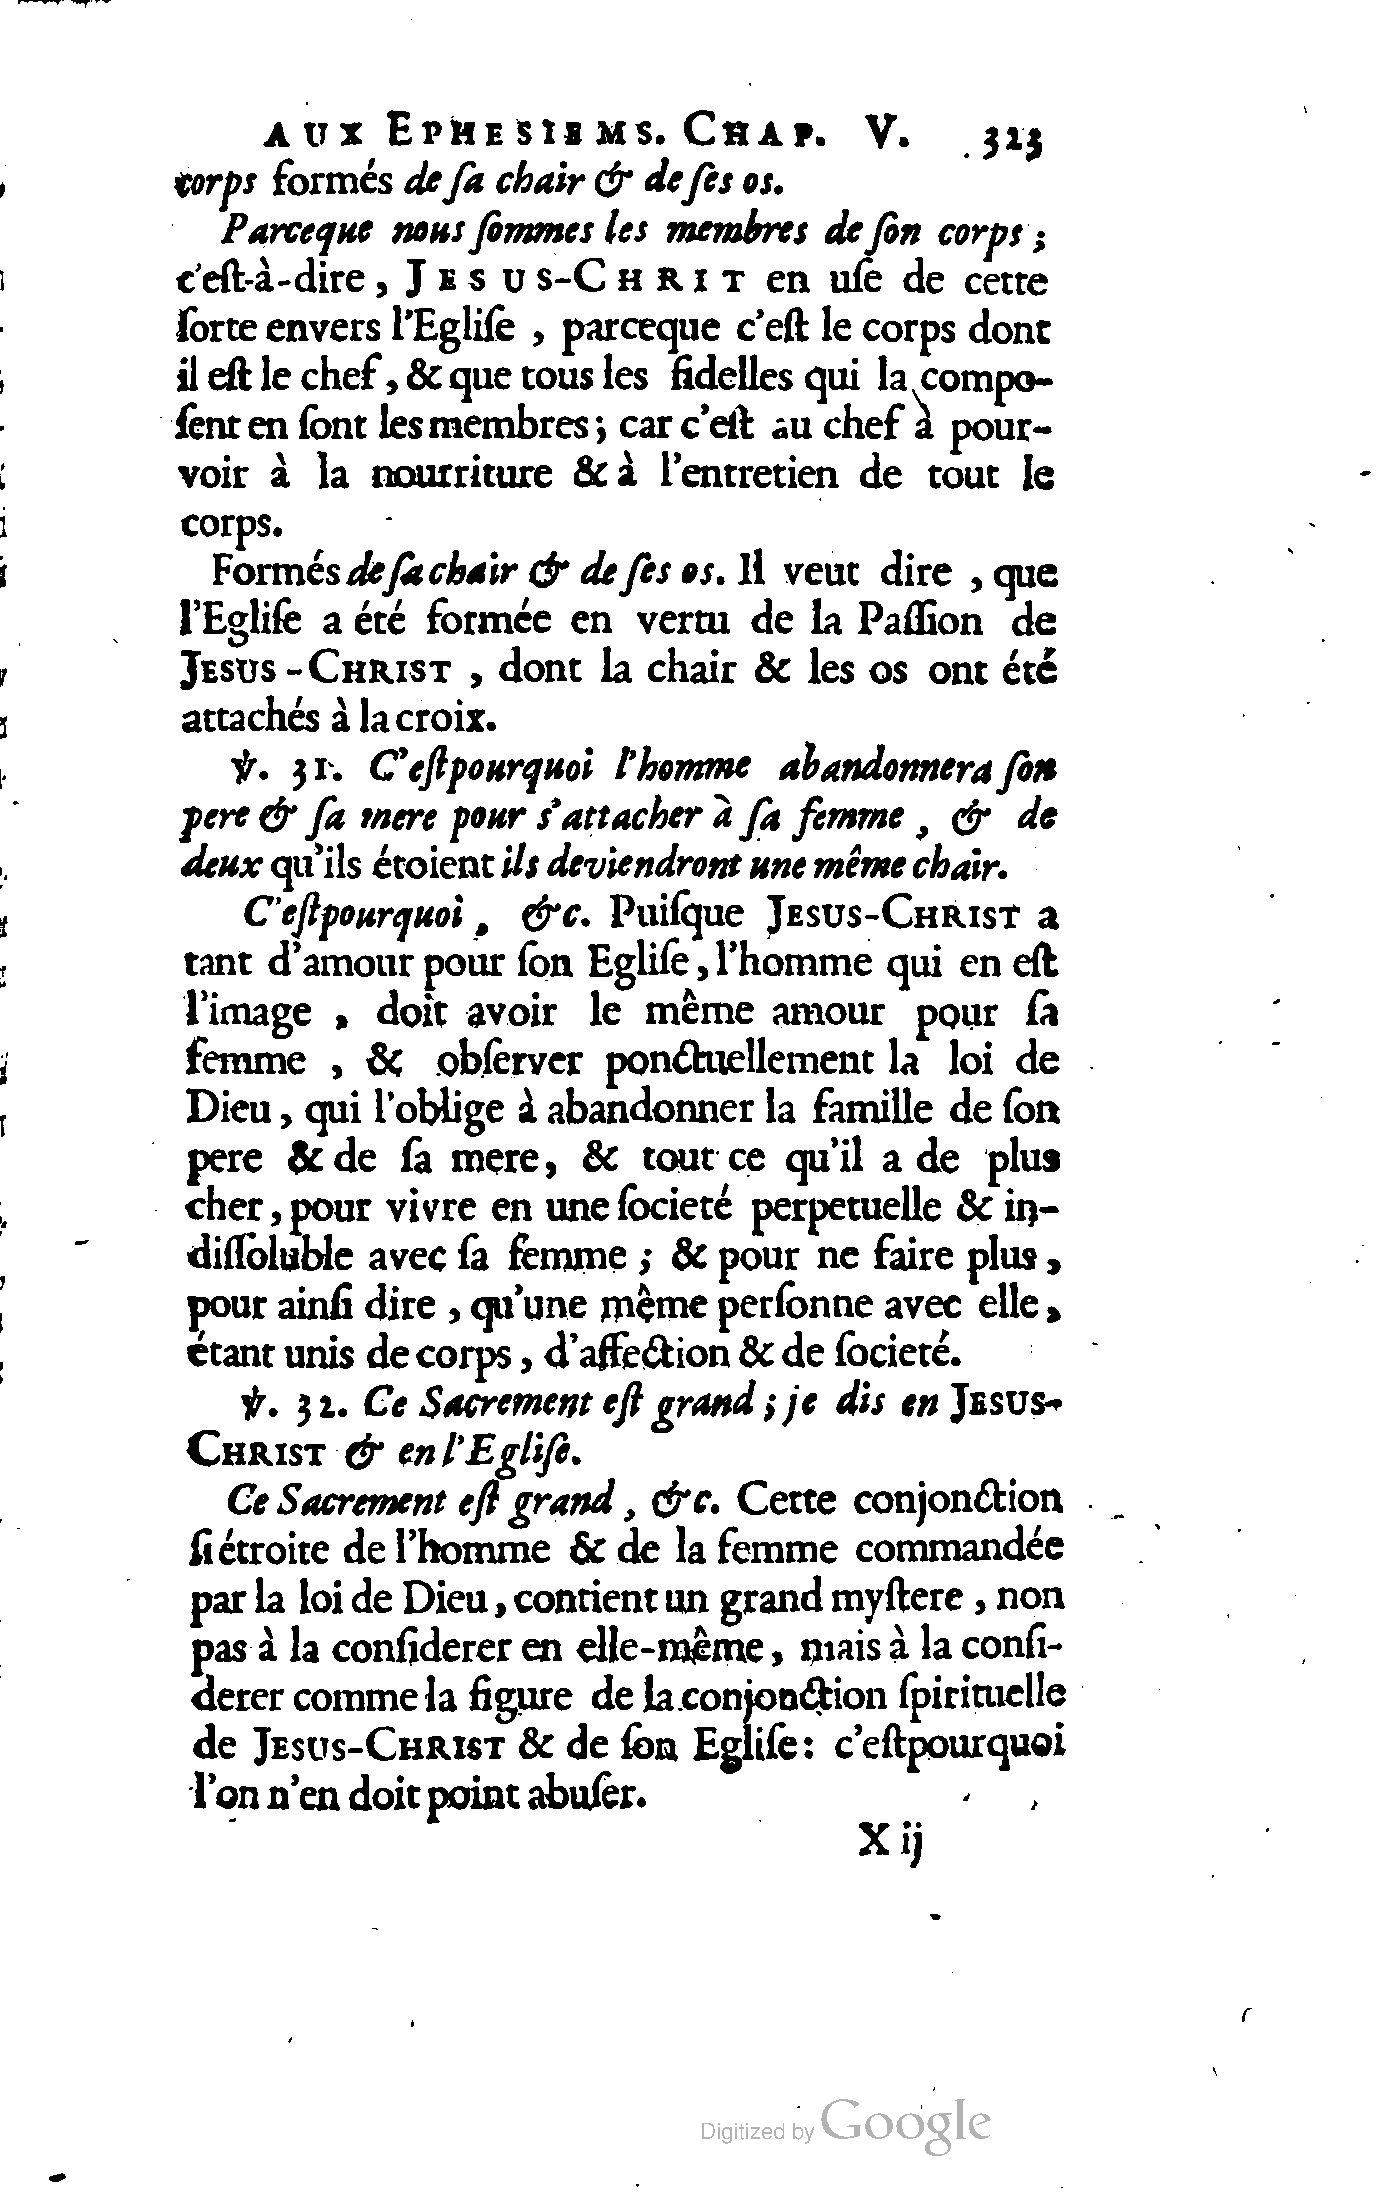 AUX EPHESIEMS. CHAP. V. 323
corps formés de ſa chair & de ſes os.
Parceque nous ſommes les membres de ſon corps ;
c'eſt-à-dire, JESUS-CHRIT en uſe de cette
ſorte envers l'Egliſe , parceque c'eſt le corps dont
il eſt le chef, & que tous les fidelles qui la compo-
ſent en ſont les membres ; car c'eſt au chef à pour-
voir à la nourriture & à l'entretien de tout le
corps.
Formés de ſa chair & de ſes os. Il veut dire , que
l'Egliſe a été formée en vertu de la Paſſion de
JESUS-CHRIST , dont la chair & les os ont été
attachés à la croix.
℣. 31. C'eſtpourquoi l'homme abandonnera ſon
pere & ſa mere pour s'attacher à ſa femme , & de
deux qu'ils étoient ils deviendront une même chair.
C'eſtpourquoi , &c. Puiſque JESUS-CHRIST a
tant d'amour pour ſon Egliſe, l'homme qui en eſt
l'image , doit avoir le même amour pour ſa
femme , & obſerver ponctuellement la loi de
Dieu, qui l'oblige à abandonner la famille de ſon
pere & de ſa mere, & tout ce qu'il a de plus
cher, pour vivre en une ſocieté perpetuelle & in-
diſſoluble avec ſa femme ; & pour ne faire plus,
pour ainſi dire , qu'une même perſonne avec elle,
étant unis de corps , d'affection & de ſocieté.
℣. 32. Ce Sacrement eſt grand ; je dis en JESUS-
CHRIST & en l'Egliſe.
Ce Sacrement eſt grand , &c. Cette conjonction
ſi étroite de l'homme & de la femme commandée
par la loi de Dieu, contient un grand myſtere , non
pas à la conſiderer en elle-même, mais à la conſi-
derer comme la figure de la conjonction ſpirituelle
de JESUS-CHRIST & de ſon Egliſe : c'eſtpourquoi
l'on n'en doit point abuſer.
X ij
Digitized by Google